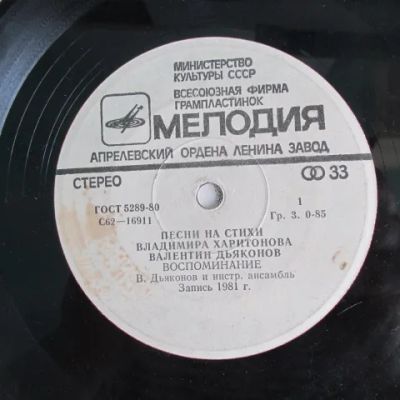 МИНИСТЕРСТВО
КУЛЬТУРЫ СССР
ВСЕСОЮЗНАЯ ФИРМА
ГРАМПЛАСТИНОК
МЕЛОДИЯ
АПРЕЛЕВСКИЙ ОРДЕНА ЛЕНИНА ЗАВОД
СТЕРЕО 33
ГОСТ 5289-80 1
С62—16911 Гр. 3. 0-85
ПЕСНИ НА СТИХИ
ВЛАДИМИРА ХАРИТОНОВА
ВАЛЕНТИН ДЬЯКОНОВ
ВОСПОМИНАНИЕ
В. Дьяконов и инстр. ансамбль
Запись 1981 г.